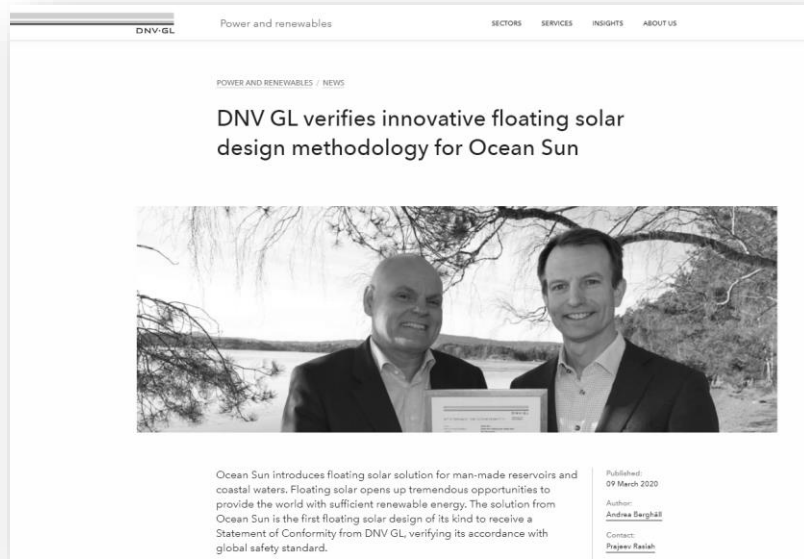 DNV·GL
Power and renewables
SECTORS SERVICES INSIGHTS ABOUT US
POWER AND RENEWABLES / NEWS
DNV GL verifies innovative floating solar
design methodology for Ocean Sun
DNV·GL
Ocean Sun introduces floating solar solution for man-made reservoirs and
coastal waters. Floating solar opens up tremendous opportunities to
provide the world with sufficient renewable energy. The solution from
Ocean Sun is the first floating solar design of its kind to receive a
Statement of Conformity from DNV GL, verifying its accordance with
global safety standard.
Published:
09 March 2020
Author:
Andrea Berghäll
Contact:
Prajeev Rasiah